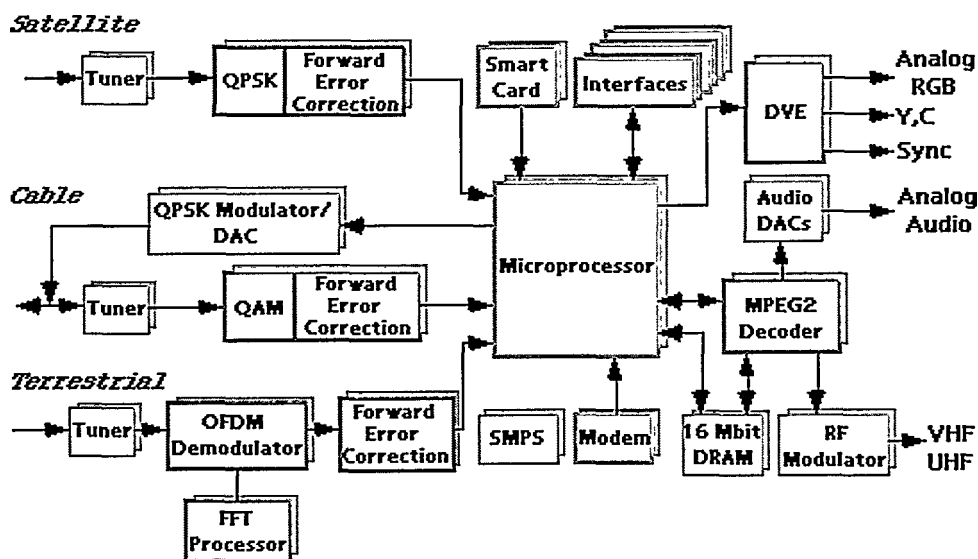 Satellite
Tuner
QPSK
Forward
Error
Correction
Smart
Card
Interfaces
DVE
Analog
RGB
Y,C
Sync
Cable
QPSK Modulator/
DAC
Tuner
QAM
Forward
Error
Correction
Microprocessor
Audio
DACs
Analog
Audio
MPEG2
Decoder
Terrestrial
Tuner
OFDM
Demodulator
Forward
Error
Correction
FFT
Processor
SMPS
Modem
16 Mbit
DRAM
RF
Modulator
VHF
UHF